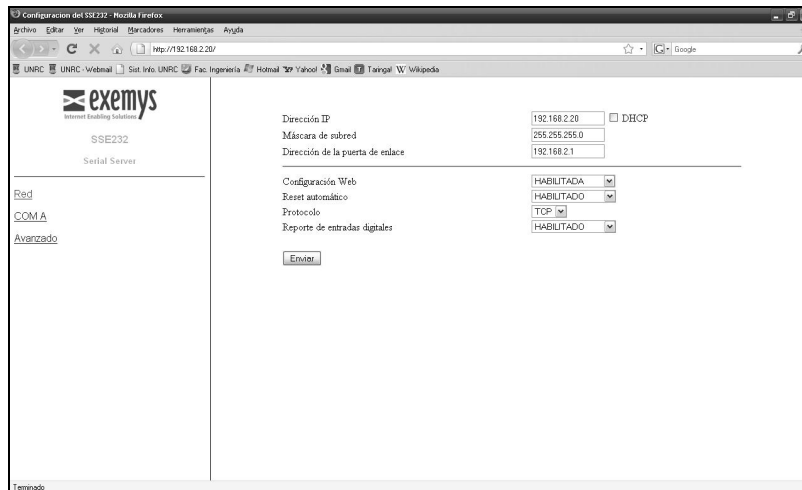 Configuracion del SSE232 - Mozilla Firefox
Archivo Editar Ver Historial Marcadores Herramientas Ayuda
http://192.168.2.20/ Google
UNRC UNRC - Webmail Sist. Info. UNRC Fac. Ingenieria Hotmail Yahoo! Gmail Taringa! Wikipedia
exemys
Internet Enabling Solutions
SSE232
Serial Server
Red
COM A
Avanzado
Dirección IP 192.168.2.20 DHCP
Máscara de subred 255.255.255.0
Dirección de la puerta de enlace 192.168.2.1
Configuración Web HABILITADA
Reset automático HABILITADO
Protocolo TCP
Reporte de entradas digitales HABILITADO
Enviar
Terminado